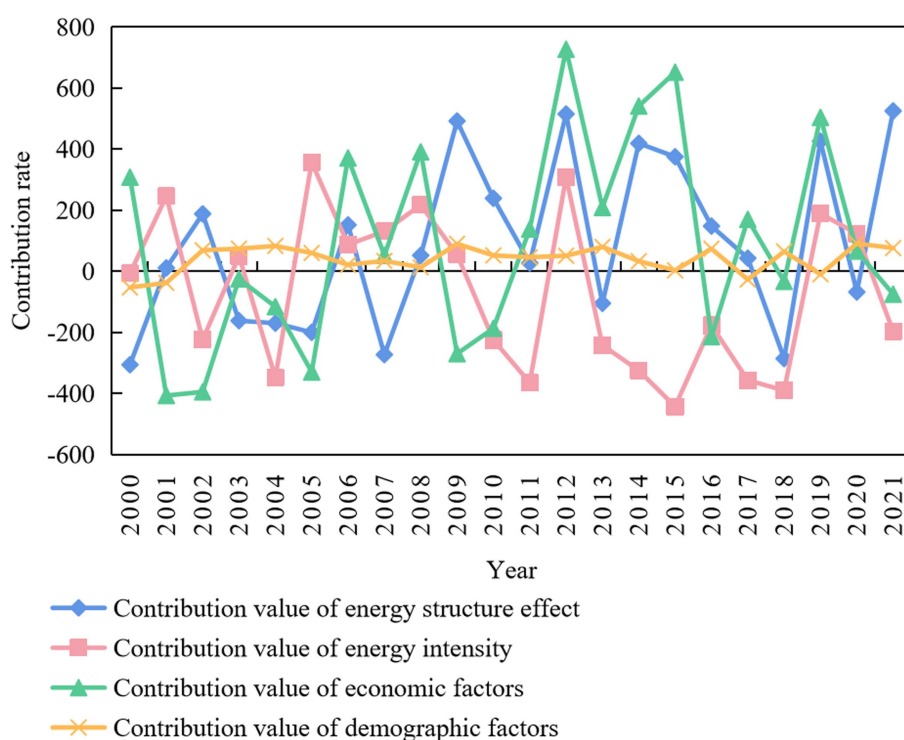 800
600
400
200
0
-200
-400
-600
Contribution rate
2000 2001 2002 2003 2004 2005 2006 2007 2008 2009 2010 2011 2012 2013 2014 2015 2016 2017 2018 2019 2020 2021
Year
Contribution value of energy structure effect
Contribution value of energy intensity
Contribution value of economic factors
Contribution value of demographic factors